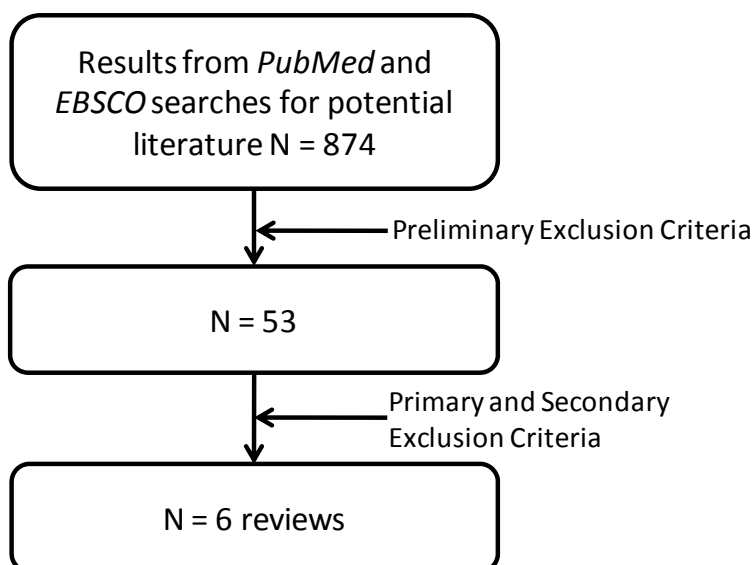 Results from PubMed and
EBSCO searches for potential
literature N = 874
Preliminary Exclusion Criteria
N = 53
Primary and Secondary
Exclusion Criteria
N = 6 reviews